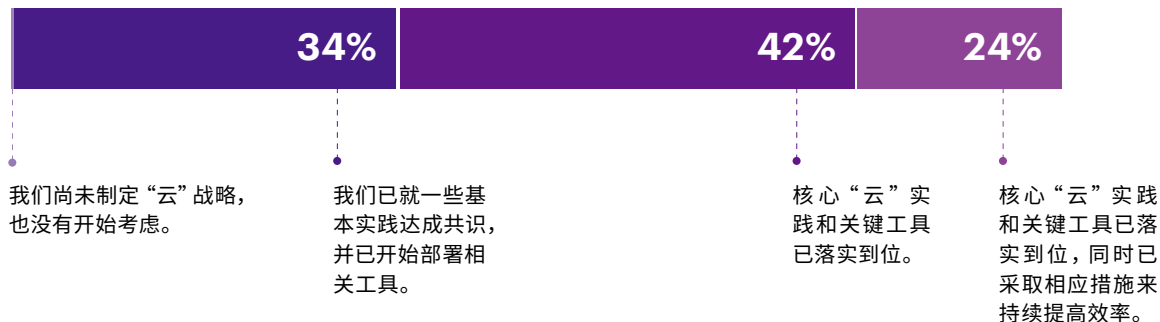 34%
42%
24%
我们尚未制定“云”战略，
也没有开始考虑。
我们已就一些基
本实践达成共识，
并已开始部署相
关工具。
核心“云”实
践和关键工具
已落实到位。
核心“云”实践
和关键工具已落
实到位，同时已
采取相应措施来
持续提高效率。